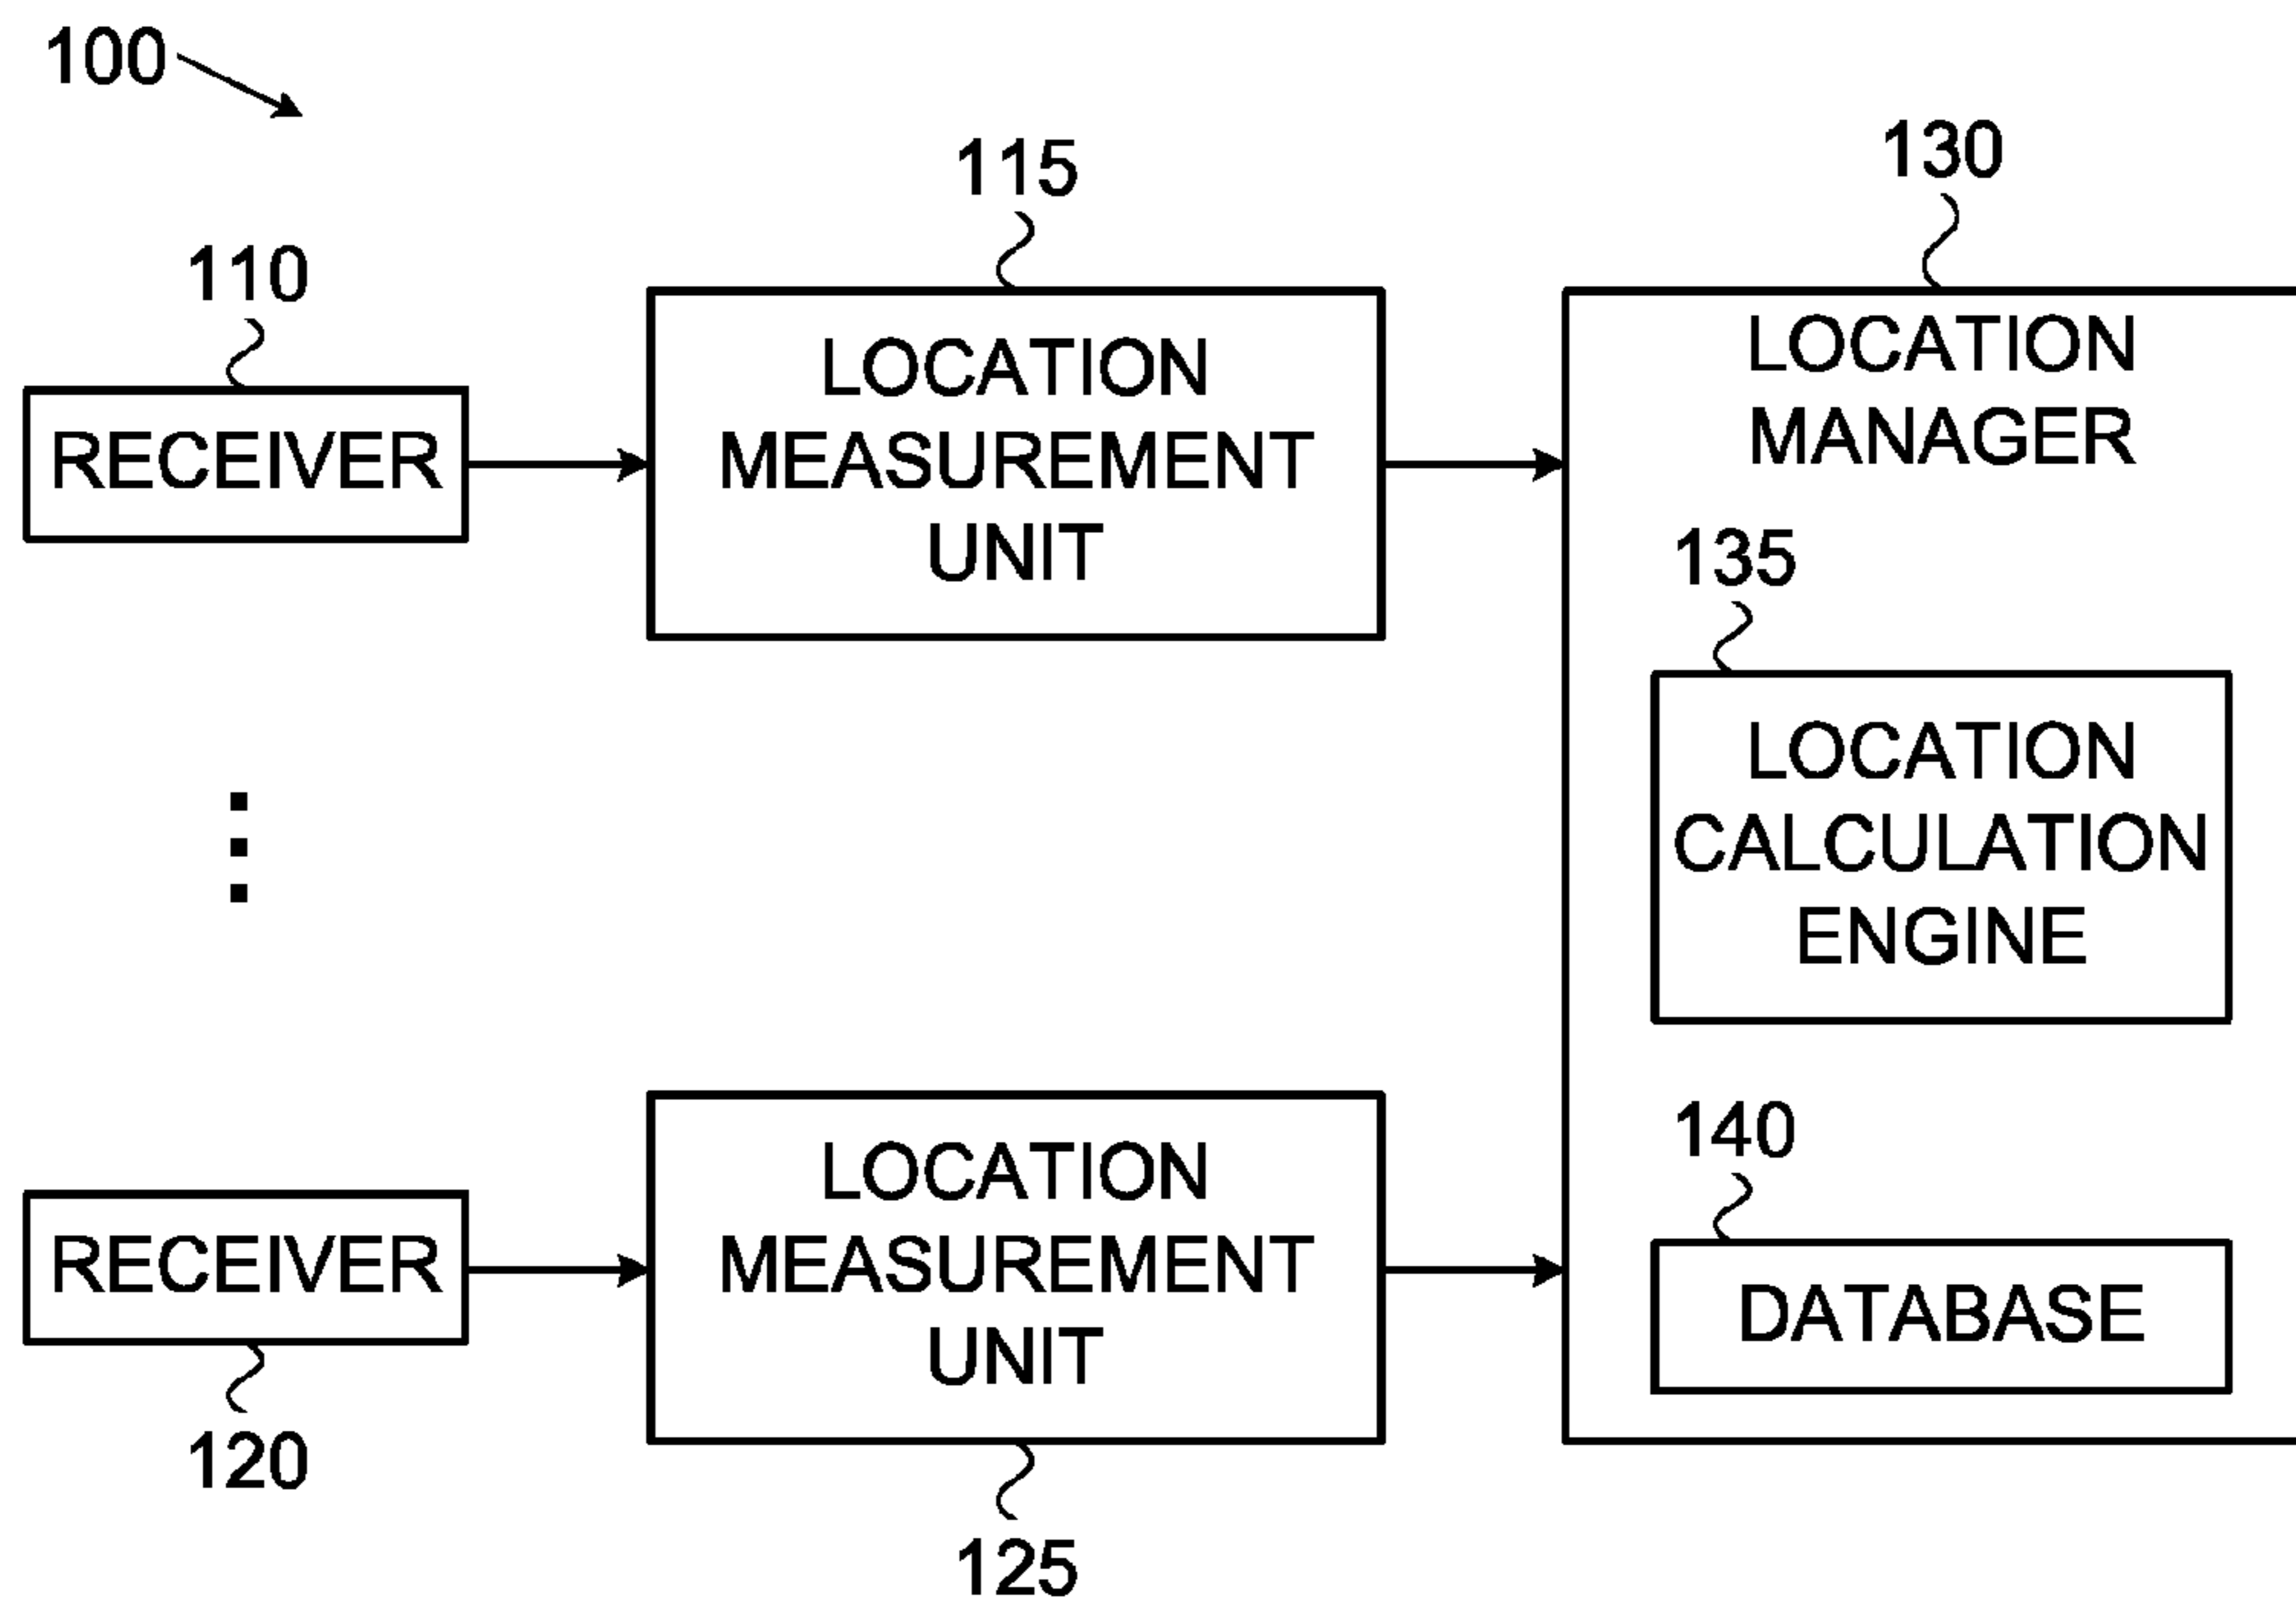 100
115
130
110
LOCATION
MEASUREMENT
UNIT
LOCATION
MANAGER
RECEIVER
135
LOCATION
CALCULATION
ENGINE
140
DATABASE
RECEIVER
LOCATION
MEASUREMENT
UNIT
120
125